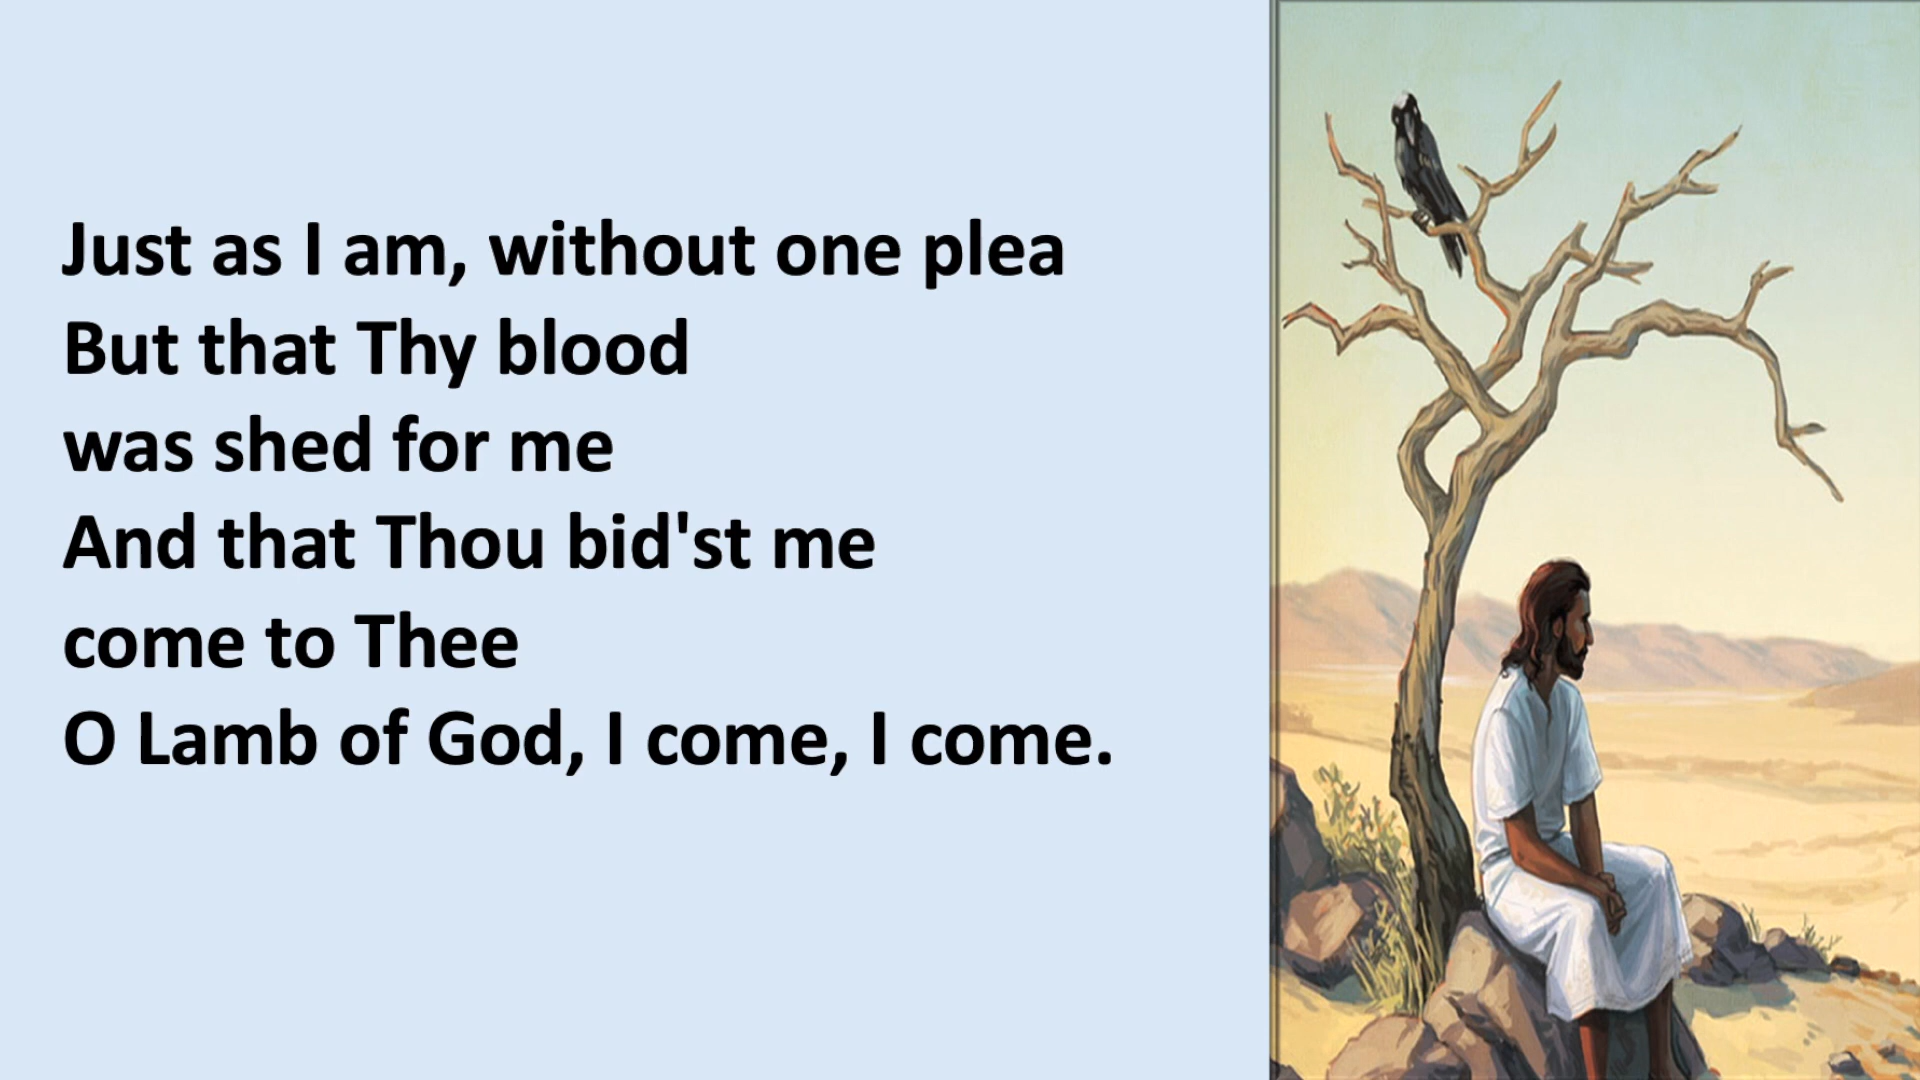 Just as I am, without one plea
But that Thy blood
was shed for me
And that Thou bid'st me
come to Thee
O Lamb of God, I come, I come.